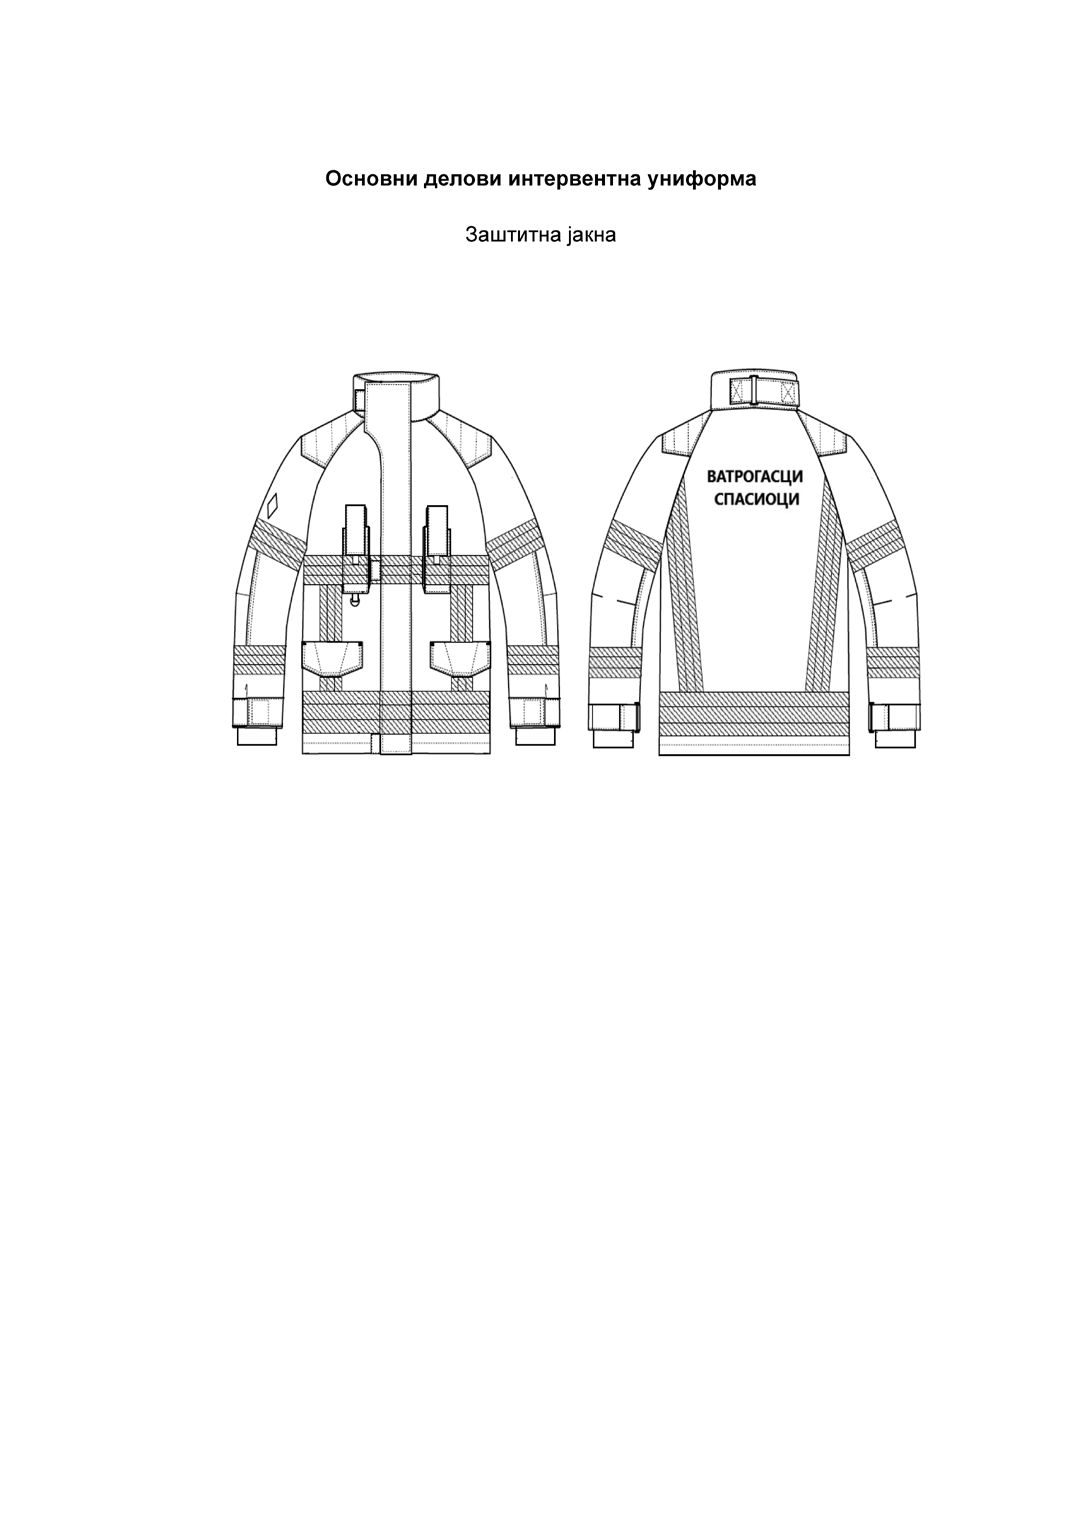 Основни делови интервентна униформа
Заштитна јакна
ВАТРОГАСЦИ
СПАСИОЦИ